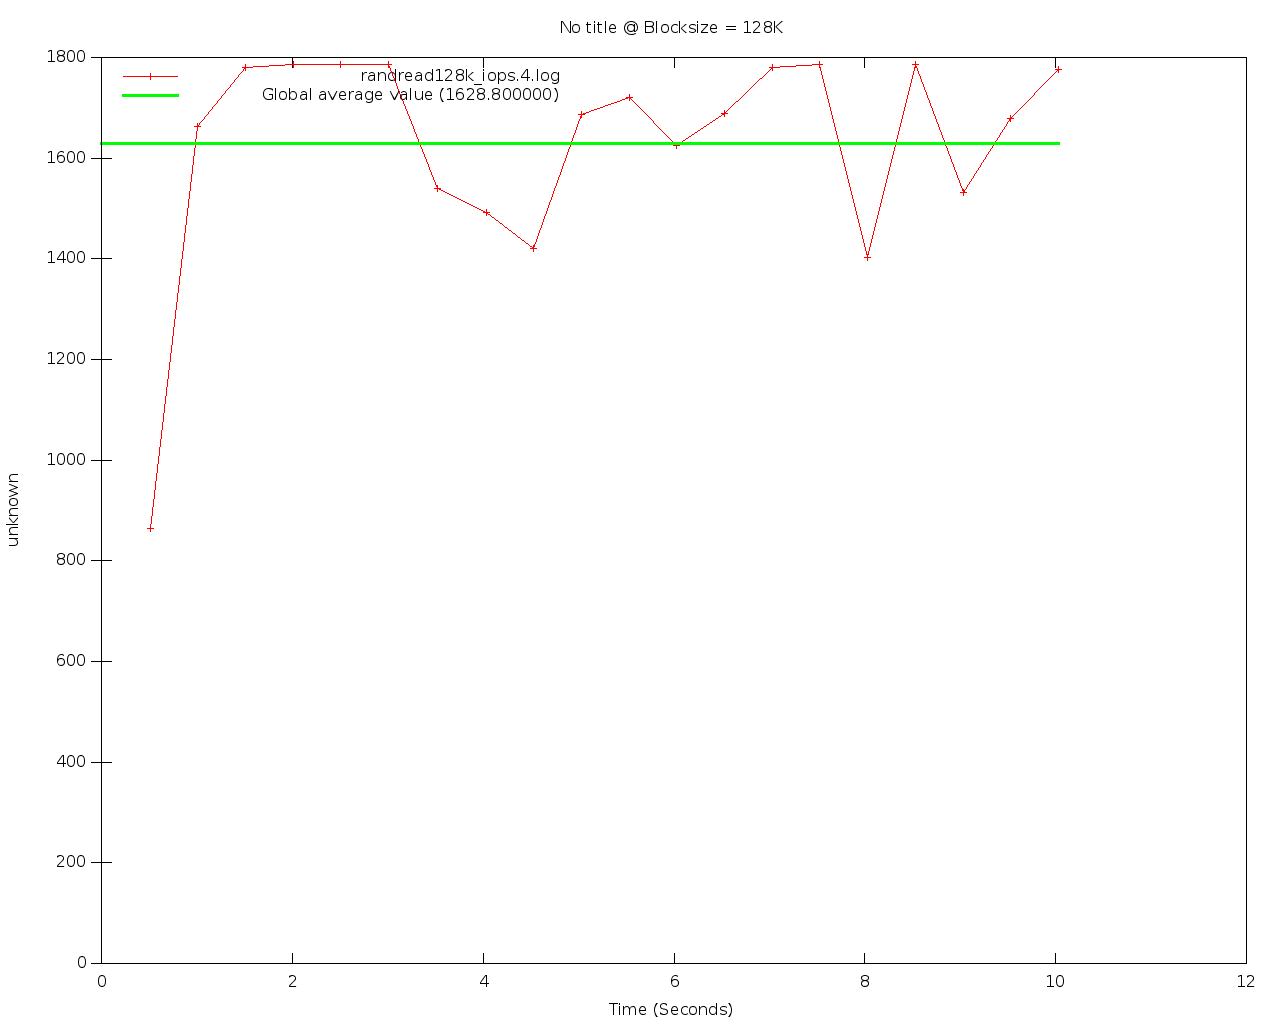 No title @ Blocksize = 128K
randread128k_iops.4.log
Global average value (1628.800000)
1800
1600
1400
1200
1000
800
600
400
200
0
unknown
0 2 4 6 8 10 12
Time (Seconds)